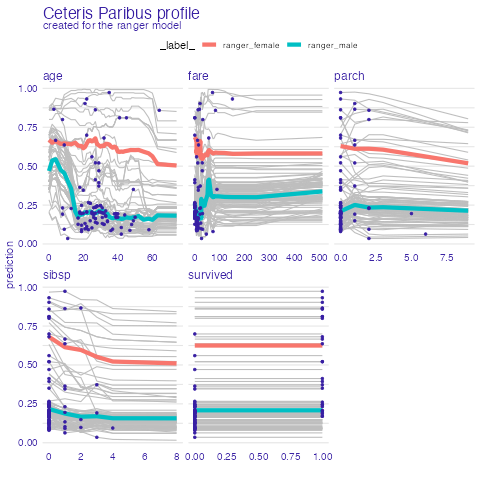 Ceteris Paribus profile
created for the ranger model
_label_ ranger_female ranger_male
age fare parch
1.00
0.75
0.50
0.25
0.00
0 20 40 60 0 100 200 300 400 500 0.0 2.5 5.0 7.5
prediction
sibsp survived
1.00
0.75
0.50
0.25
0.00
0 2 4 6 8 0.00 0.25 0.50 0.75 1.00